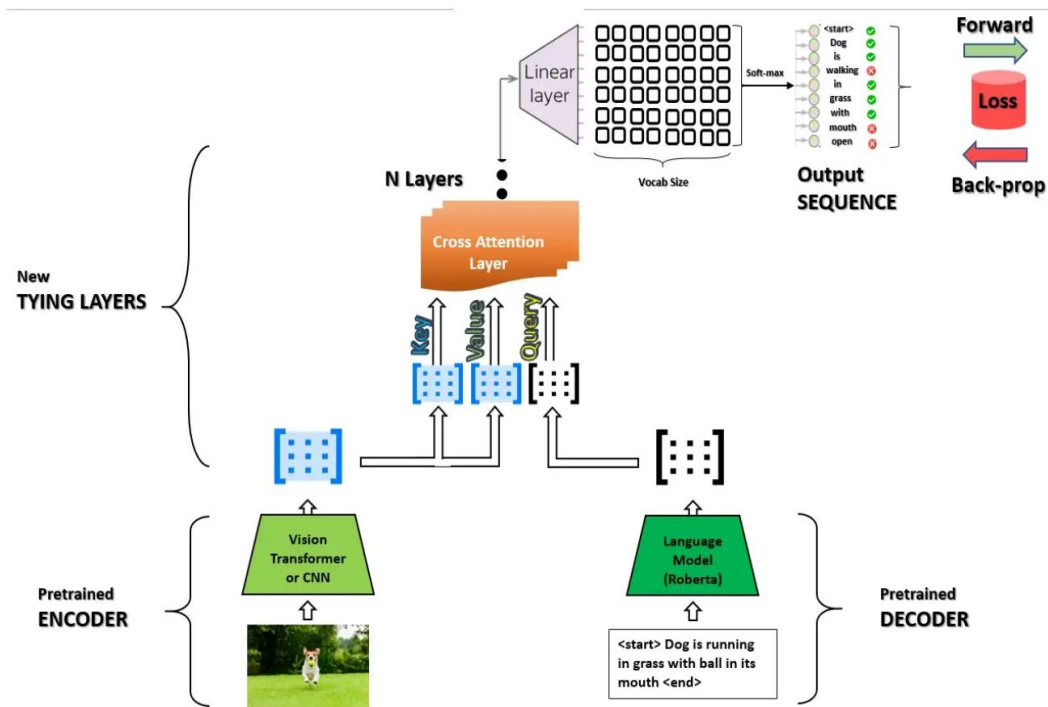 Linear
layer
Vocab Size
Soft-max
<start>
Dog
is
walking
in
grass
with
mouth
open
Output
SEQUENCE
Forward
Loss
Back-prop
N Layers
Cross Attention
Layer
New
TYING LAYERS
Key
Value
Query
Vision
Transformer
or CNN
Language
Model
(Roberta)
Pretrained
ENCODER
<start> Dog is running
in grass with ball in its
mouth <end>
Pretrained
DECODER